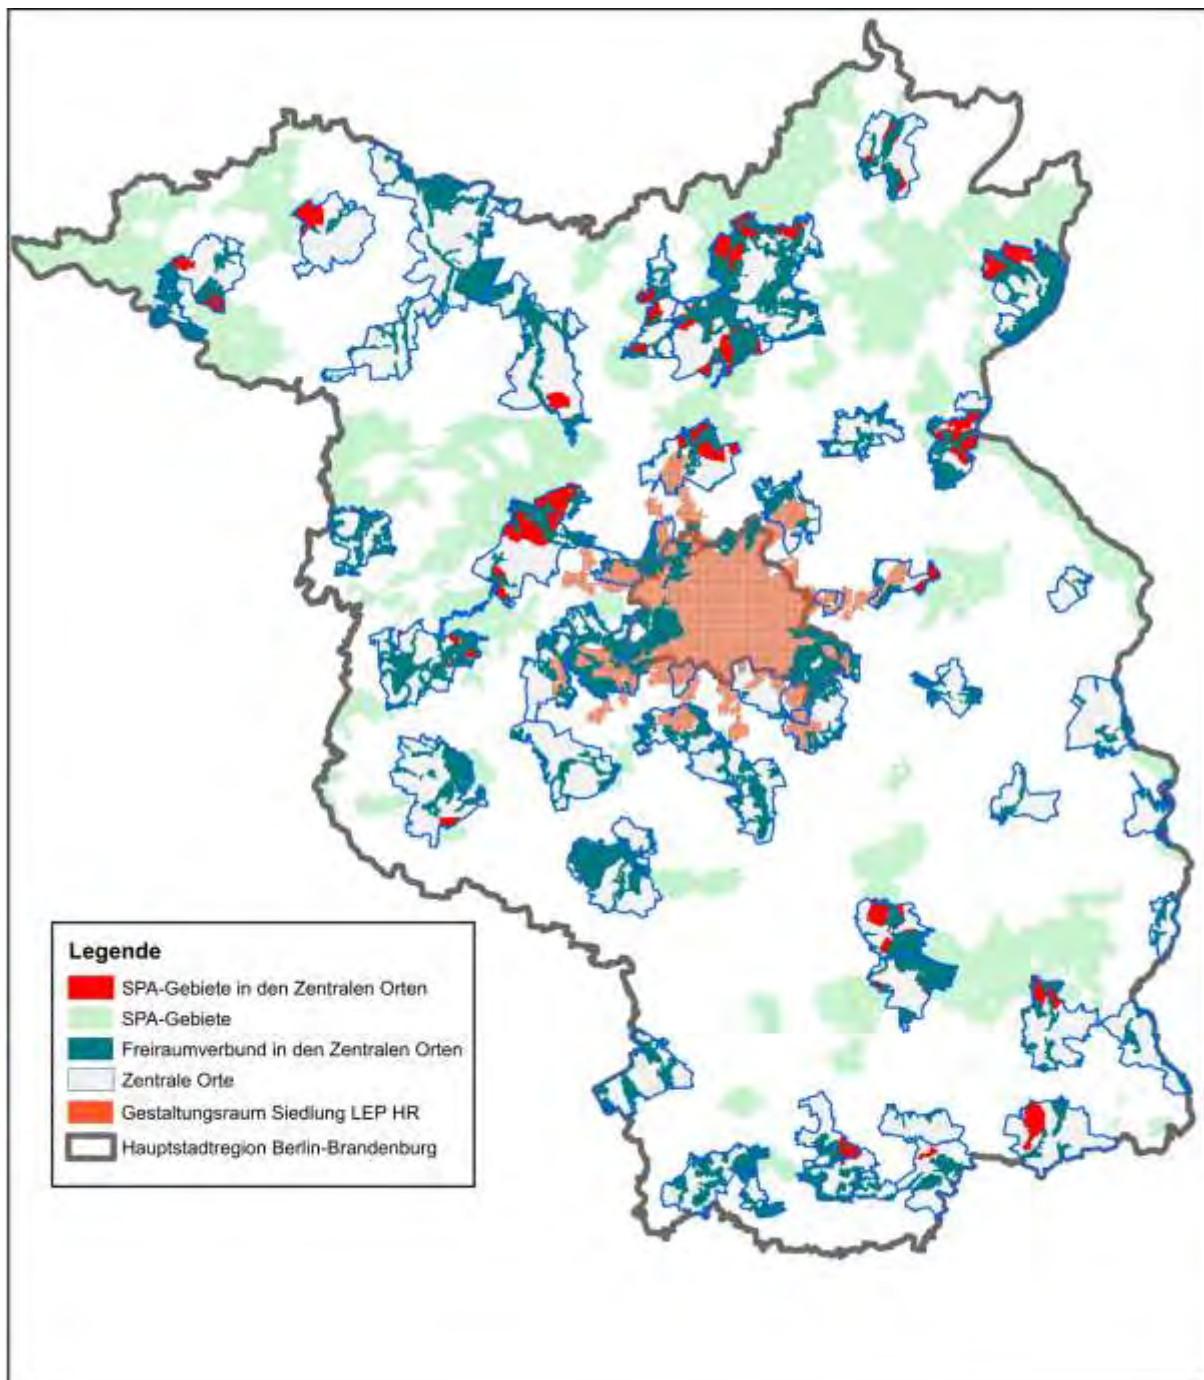 Legende
SPA-Gebiete in den Zentralen Orten
SPA-Gebiete
Freiraumverbund in den Zentralen Orten
Zentrale Orte
Gestaltungsraum Siedlung LEP HR
Hauptstadtregion Berlin-Brandenburg